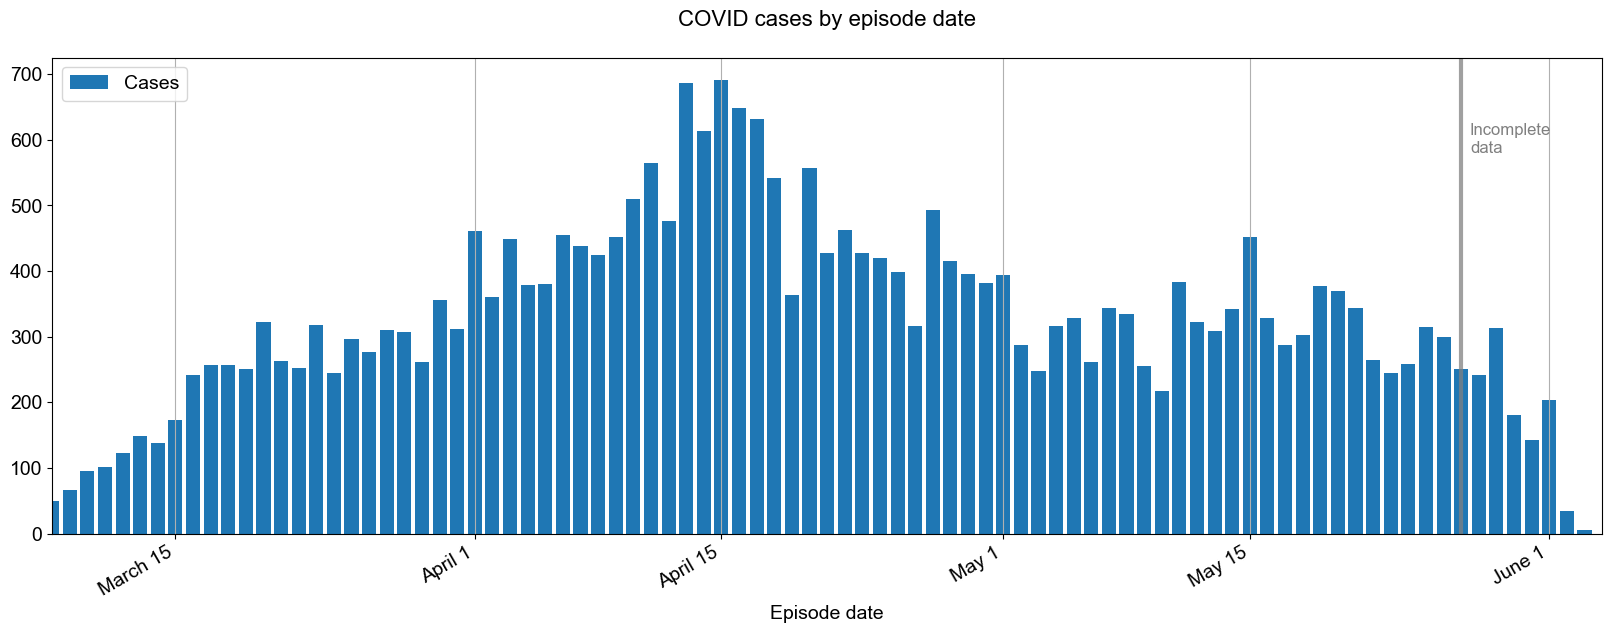 COVID cases by episode date
700
600
500
400
300
200
100
0
Cases
Incomplete
data
March 15
April 1
April 15
May 1
May 15
June 1
Episode date